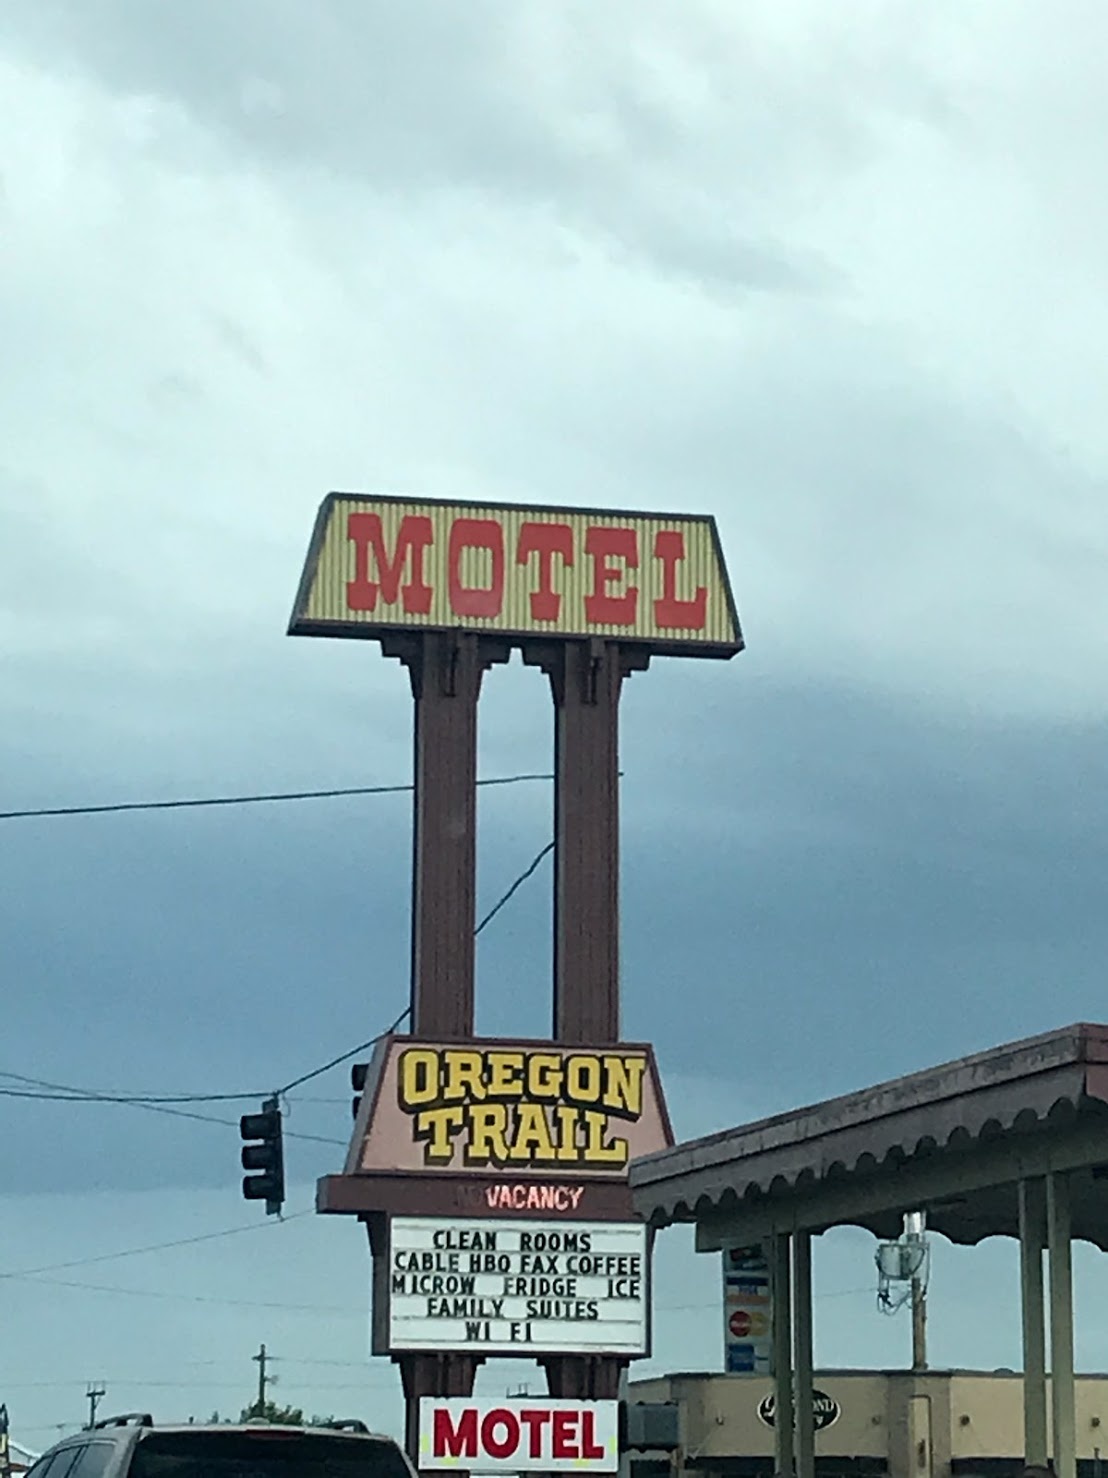 MOTEL
OREGON
TRAIL
VACANCY
CLEAN ROOMS
CABLE HBO FAX COFFEE
MICROW FRIDGE ICE
FAMILY SUITES
WI FI
MOTEL